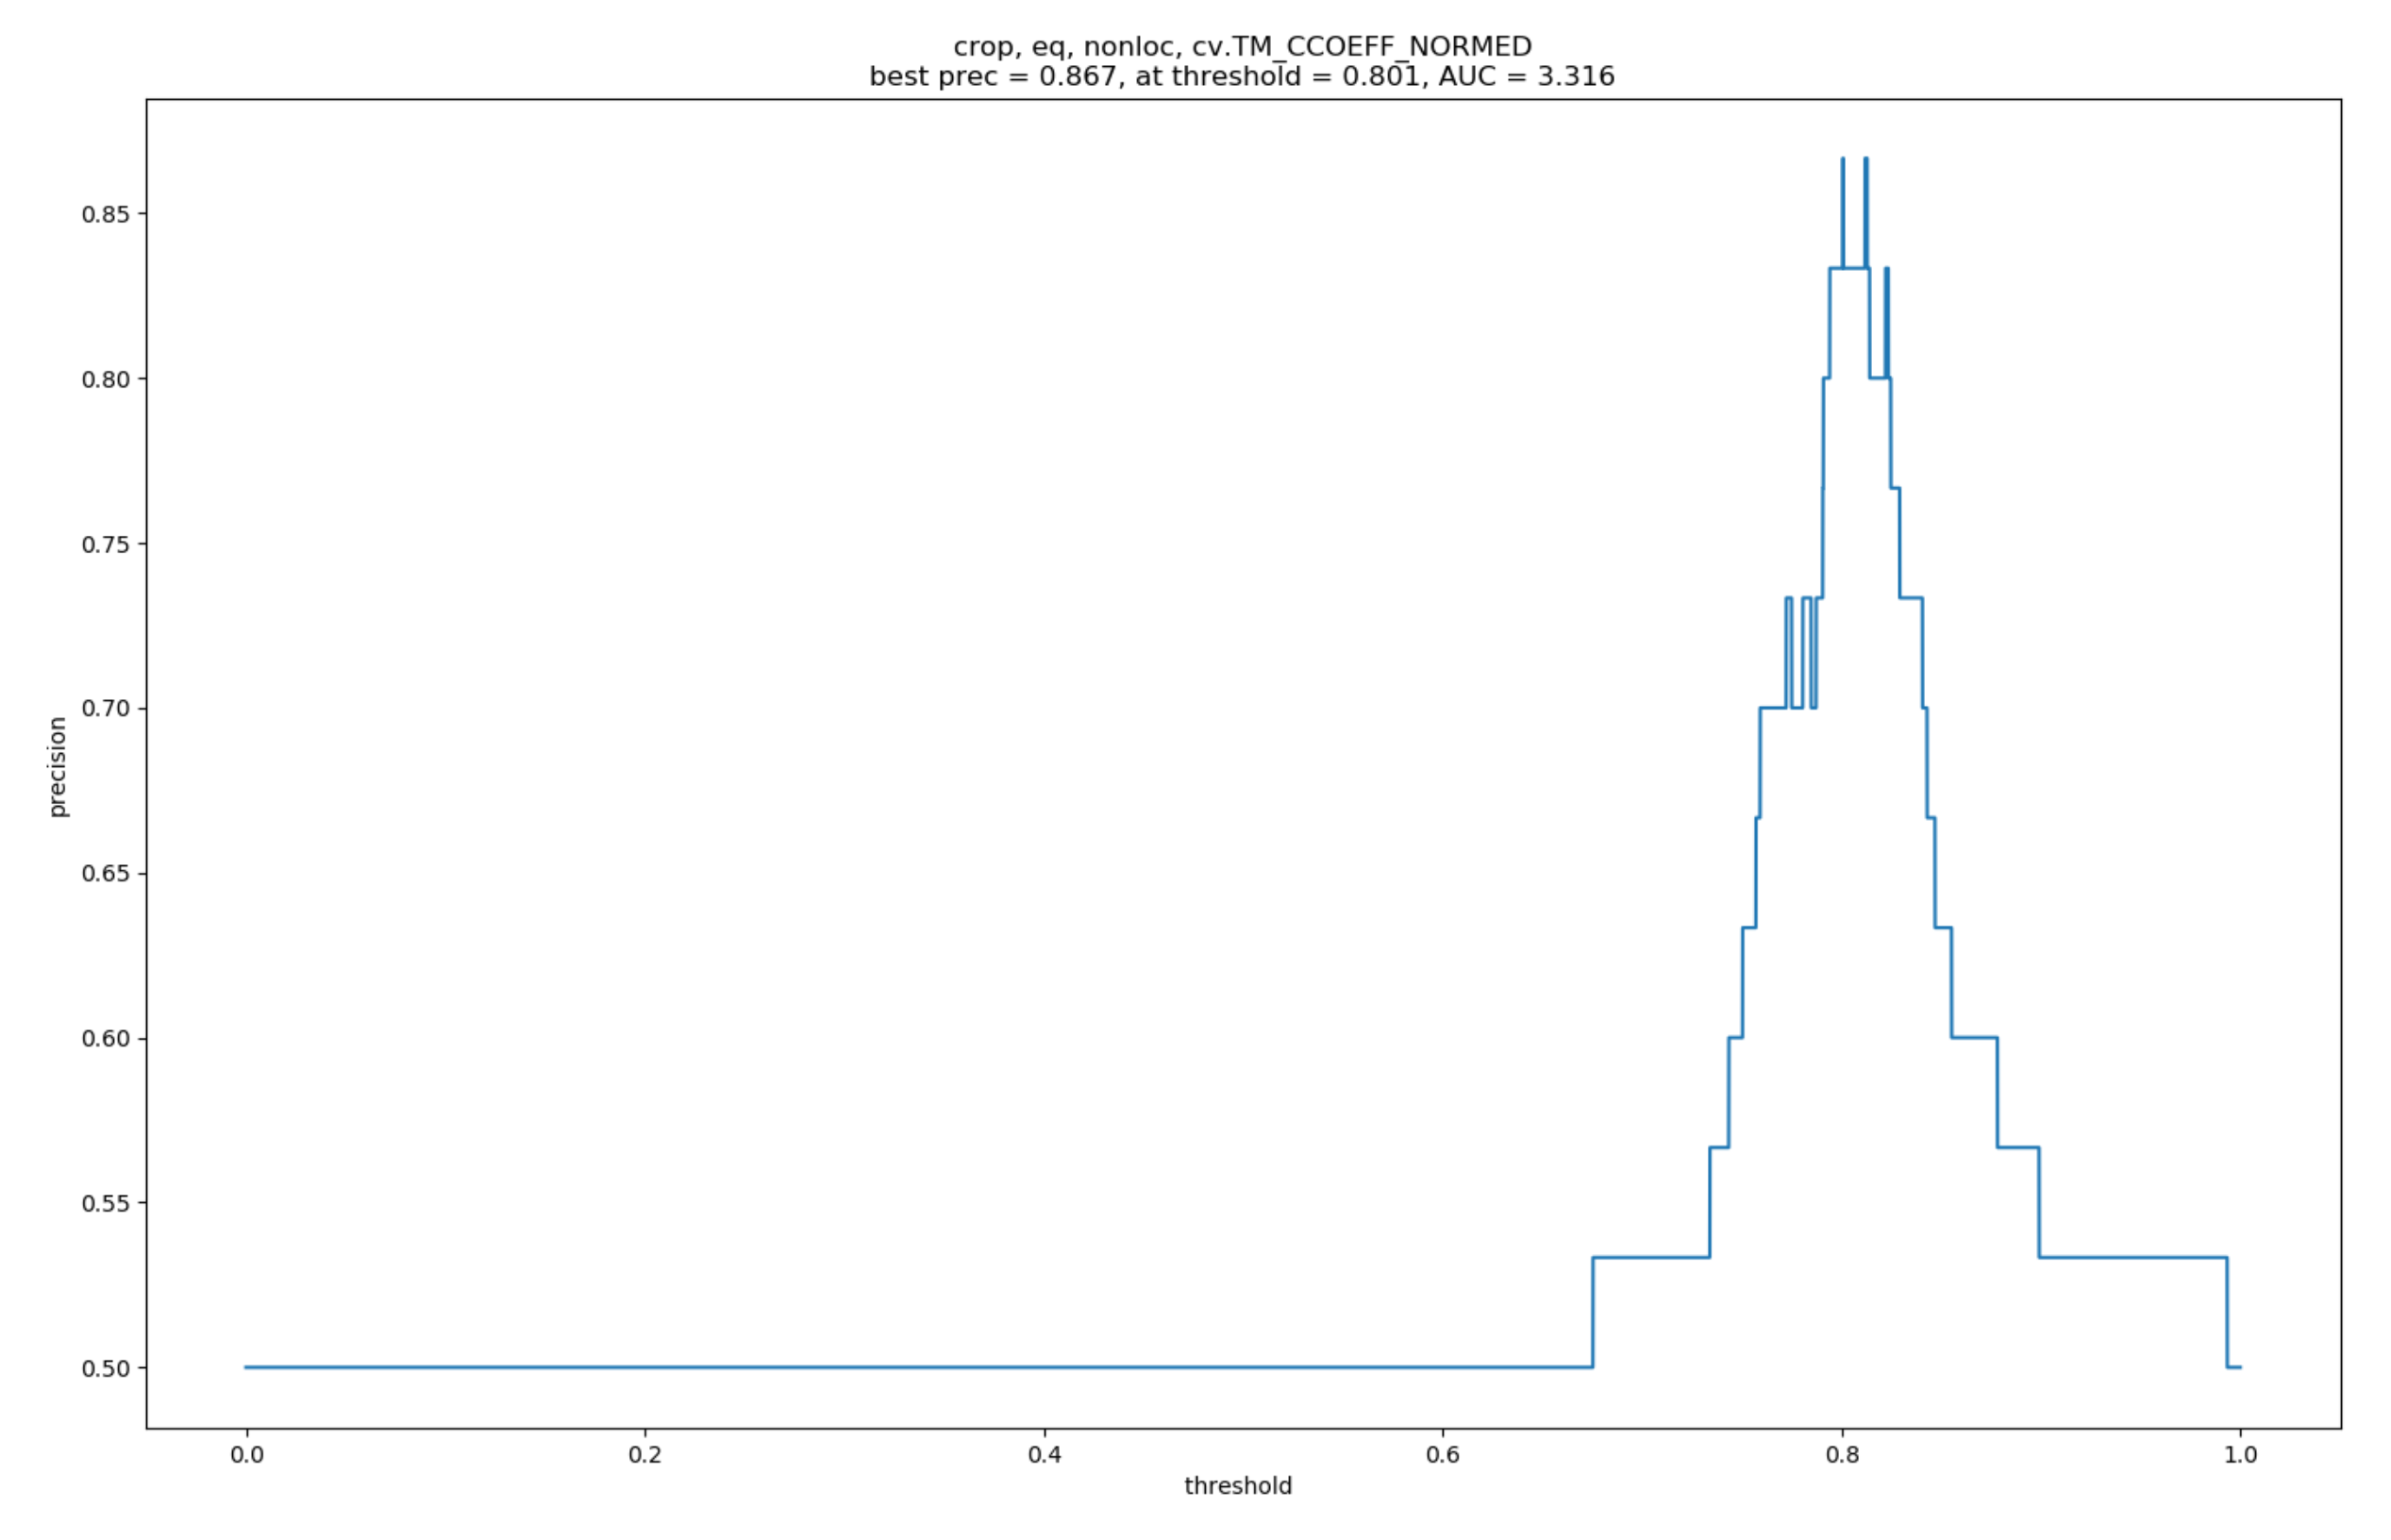 crop, eq, nonloc, cv.TM_CCOEFF_NORMED
best prec = 0.867, at threshold = 0.801, AUC = 3.316
0.85
0.80
0.75
0.70
0.65
0.60
0.55
0.50
precision
0.0 0.2 0.4 0.6 0.8 1.0
threshold